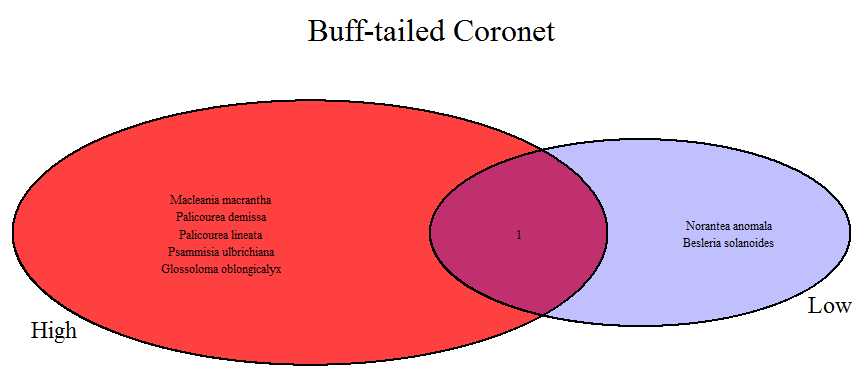 Buff-tailed Coronet
Macleania macrantha
Palicourea demissa
Palicourea lineata
Psammisia ulbrichiana
Glossoloma oblongicalyx
1
Norantea anomala
Besleria solanoides
High
Low